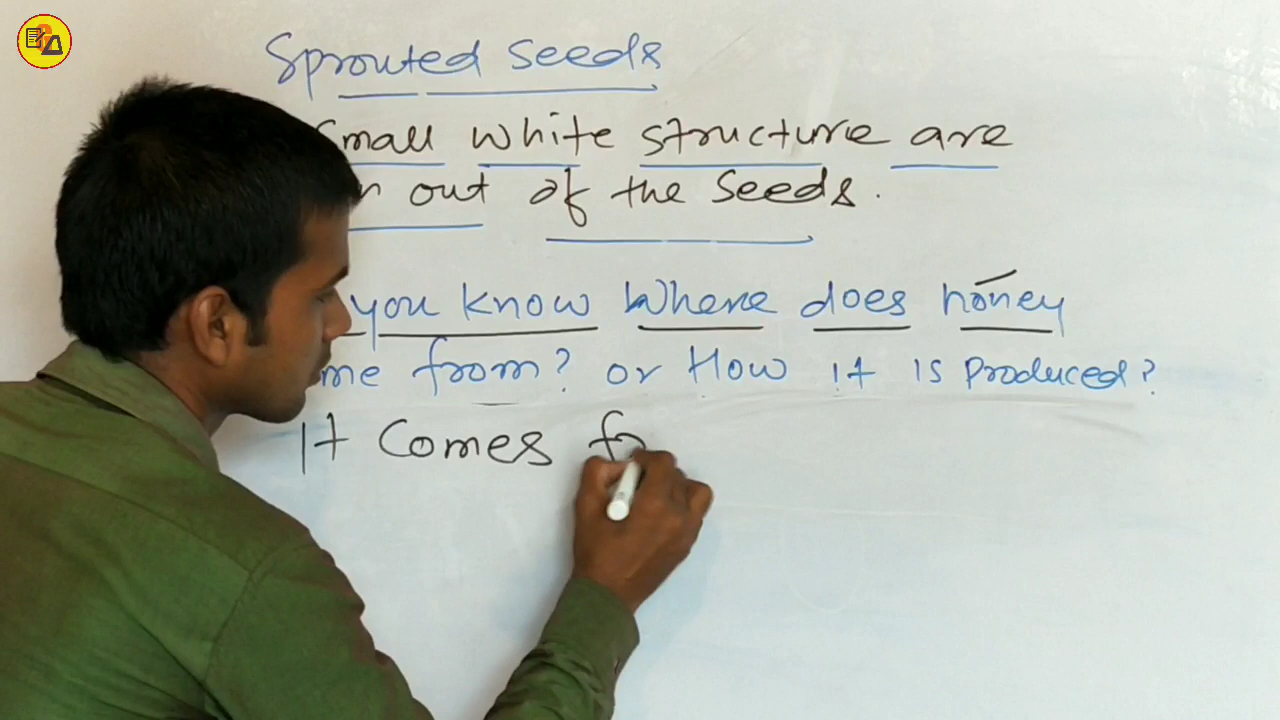 Sprouted seeds
Small white structure are
out of the seeds.
you know where does honey
from? or How it is Produced?
It Comes